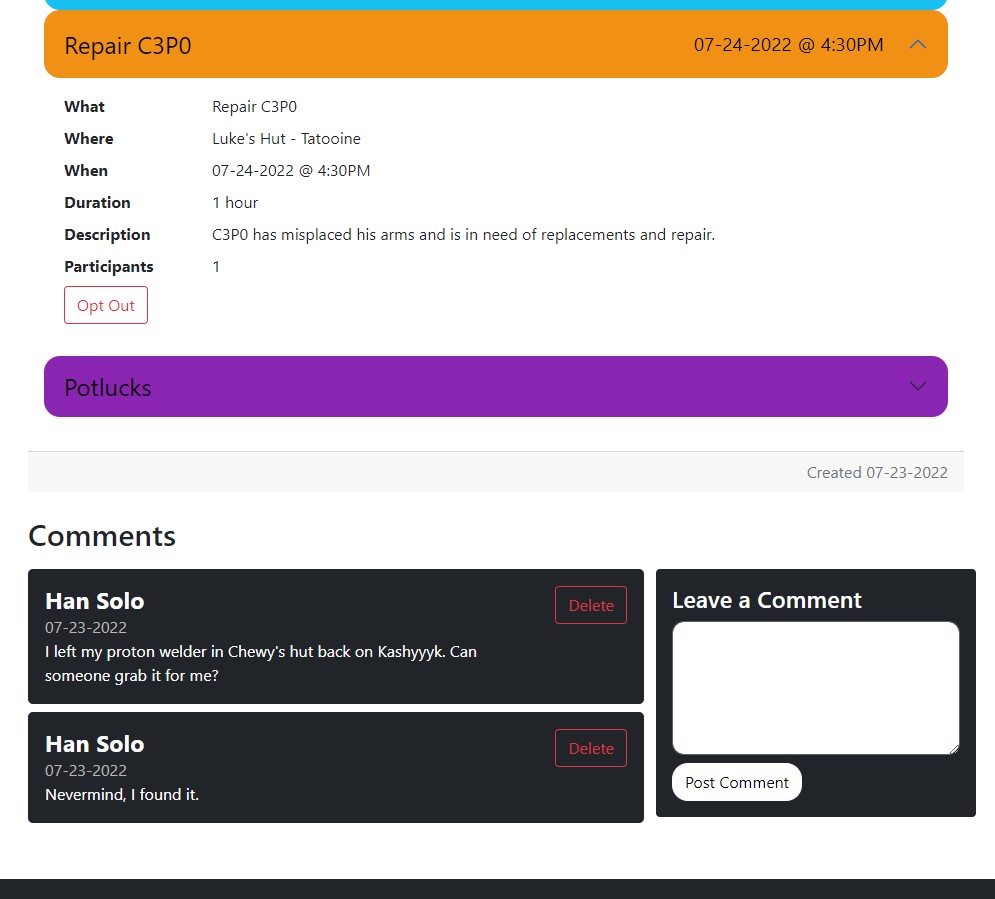 Repair C3P0 07-24-2022 @ 4:30PM
What Repair C3P0
Where Luke's Hut - Tatooine
When 07-24-2022 @ 4:30PM
Duration 1 hour
Description C3P0 has misplaced his arms and is in need of replacements and repair.
Participants 1
Opt Out
Potlucks
Created 07-23-2022
Comments
Han Solo
Delete
07-23-2022
I left my proton welder in Chewy's hut back on Kashyyyk. Can
someone grab it for me?
Han Solo
Delete
07-23-2022
Nevermind, I found it.
Leave a Comment
Post Comment